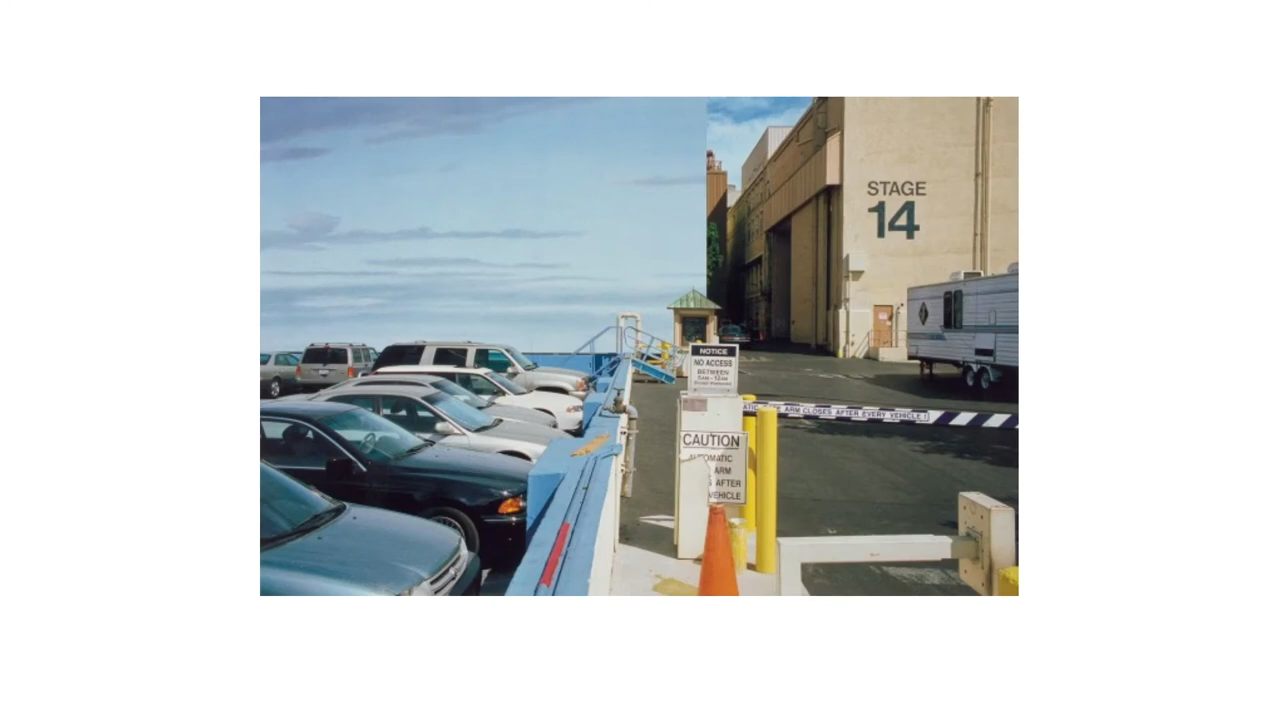 STAGE
14
NOTICE
NO ACCESS
BETWEEN
ARM CLOSES AFTER EVERY VEHICLE!
CAUTION
AUTOMATIC
ARM
AFTER
VEHICLE